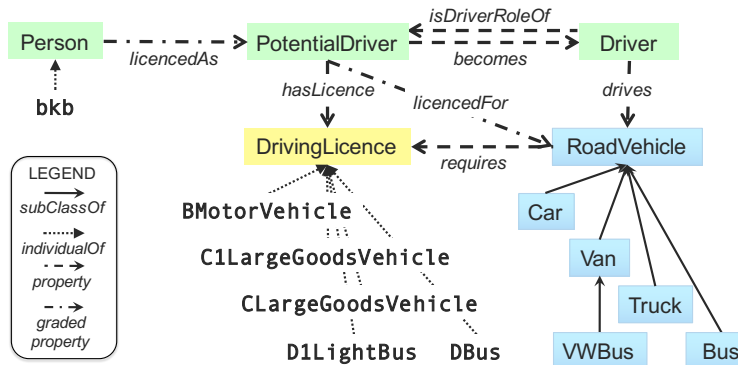 isDriverRoleOf
Person
PotentialDriver
Driver
licencedAs
becomes
bkb
hasLicence
licencedFor
drives
DrivingLicence
requires
RoadVehicle
LEGEND
subClassOf
individualOf
property
graded
property
BMotorVehicle
C1LargeGoodsVehicle
CLargeGoodsVehicle
D1LightBus
DBus
Car
Van
Truck
VWBus
Bus